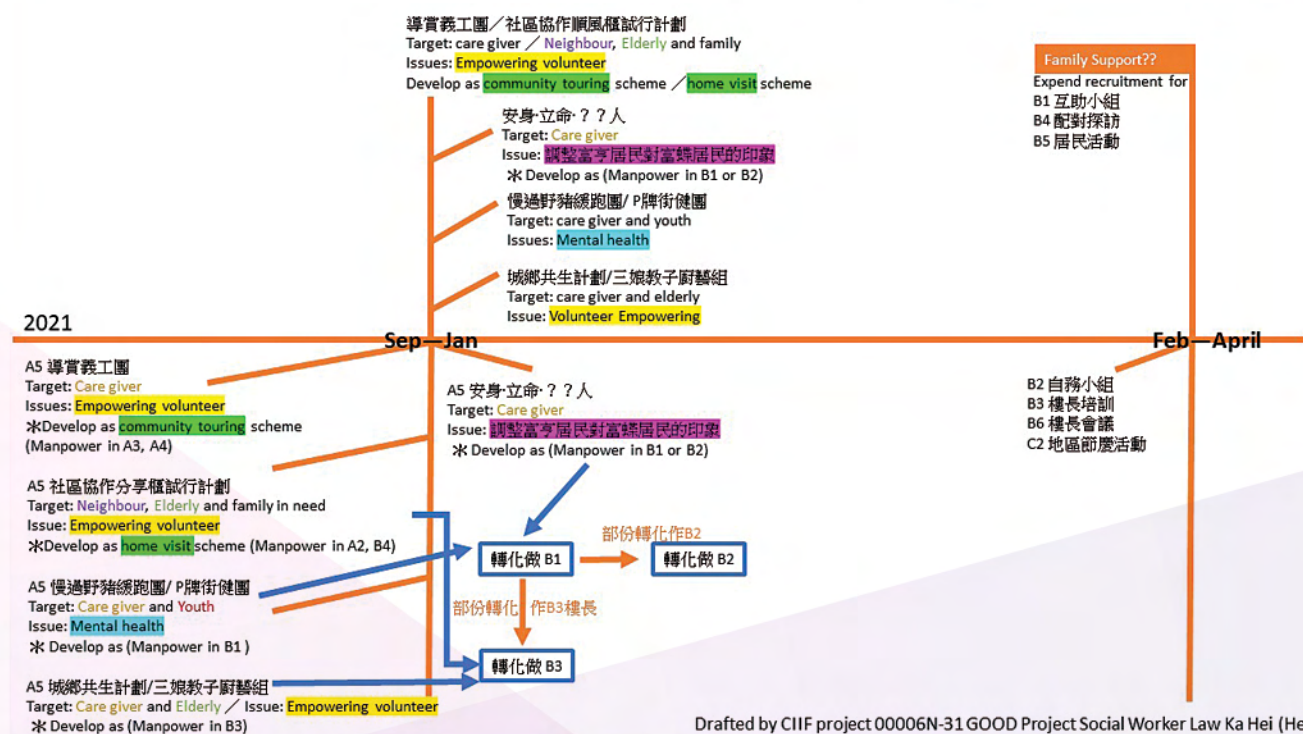 導賞義工團／社區協作順風櫃試行計劃
Target: care giver ／ Neighbour, Elderly and family
Issues: Empowering volunteer
Develop as community touring scheme ／home visit scheme
安身·立命·？？人
Target: Care giver
Issue: 調整富亨居民對富蝶居民的印象
＊Develop as (Manpower in B1 or B2)
慢過野豬緩跑團/ P牌街健團
Target: care giver and youth
Issues: Mental health
城鄉共生計劃/三娘教子廚藝組
Target: care giver and elderly
Issue: Volunteer Empowering
Family Support??
Expend recruitment for
B1 互助小組
B4 配對探訪
B5 居民活動
2021
Sep—Jan
Feb—April
A5 導賞義工團
Target: Care giver
Issues: Empowering volunteer
＊Develop as community touring scheme
(Manpower in A3, A4)
A5 社區協作分享櫃試行計劃
Target: Neighbour, Elderly and family in need
Issue: Empowering volunteer
＊Develop as home visit scheme (Manpower in A2, B4)
A5 慢過野豬緩跑團/ P牌街健團
Target: Care giver and Youth
Issue: Mental health
＊ Develop as (Manpower in B1 )
A5 城鄉共生計劃/三娘教子廚藝組
Target: Care giver and Elderly ／ Issue: Empowering volunteer
＊ Develop as (Manpower in B3)
A5 安身·立命·？？人
Target: Care giver
Issue: 調整富亨居民對富蝶居民的印象
＊ Develop as (Manpower in B1 or B2)
轉化做 B1
部份轉化作B2
轉化做 B2
部份轉化 作B3樓長
轉化做 B3
B2 自務小組
B3 樓長培訓
B6 樓長會議
C2 地區節慶活動
Drafted by CIIF project 00006N-31 GOOD Project Social Worker Law Ka Hei (He